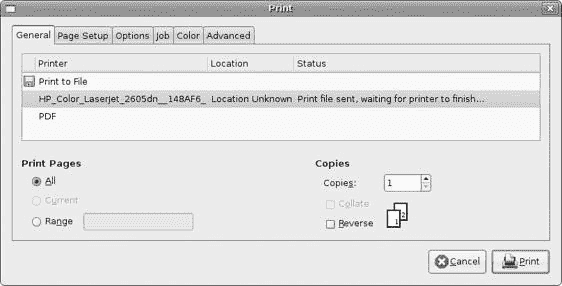 Print
General Page Setup Options Job Color Advanced
Printer Location Status
Print to File
HP_Color_LaserJet_2605dn__148AF6_ Location Unknown Print file sent, waiting for printer to finish...
PDF
Print Pages Copies
All Copies: 1
Current Collate
Range Reverse
1 2
Cancel Print